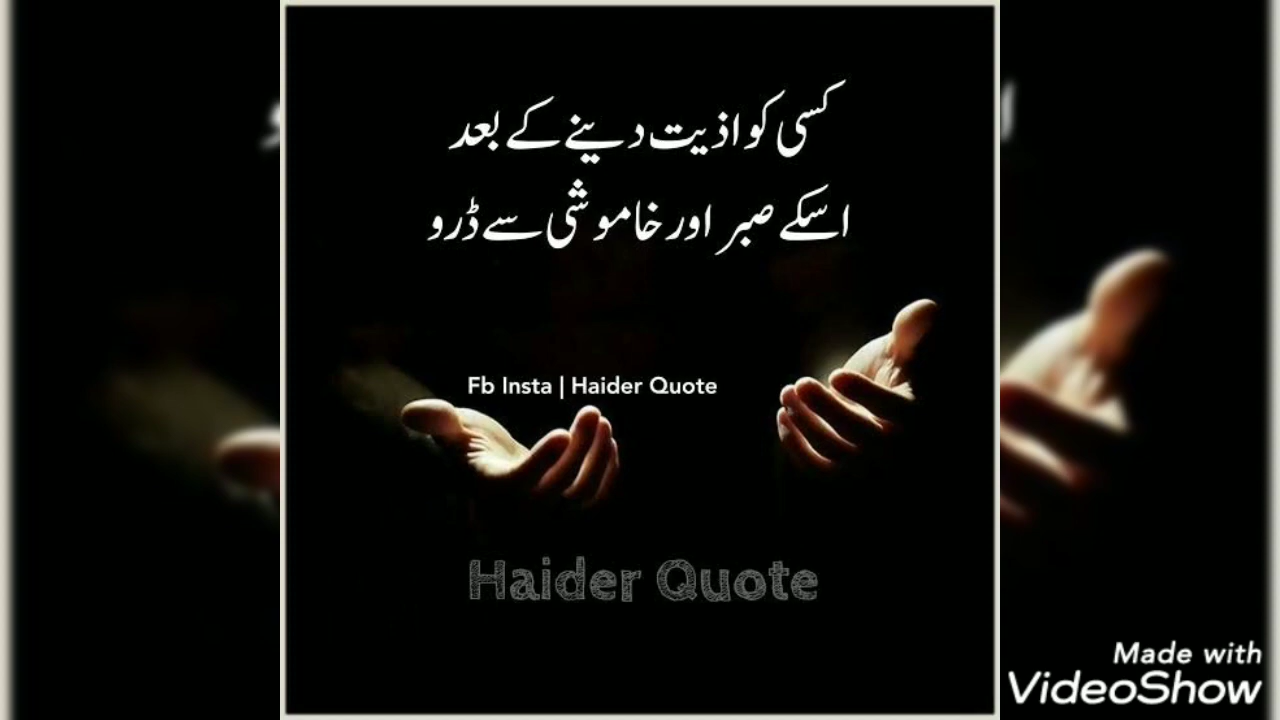 کسی کو اذیت دینے کے بعد
اسکے صبر اور خاموشی سے ڈرو
Fb Insta | Haider Quote
Haider Quote
Made with
VideoShow